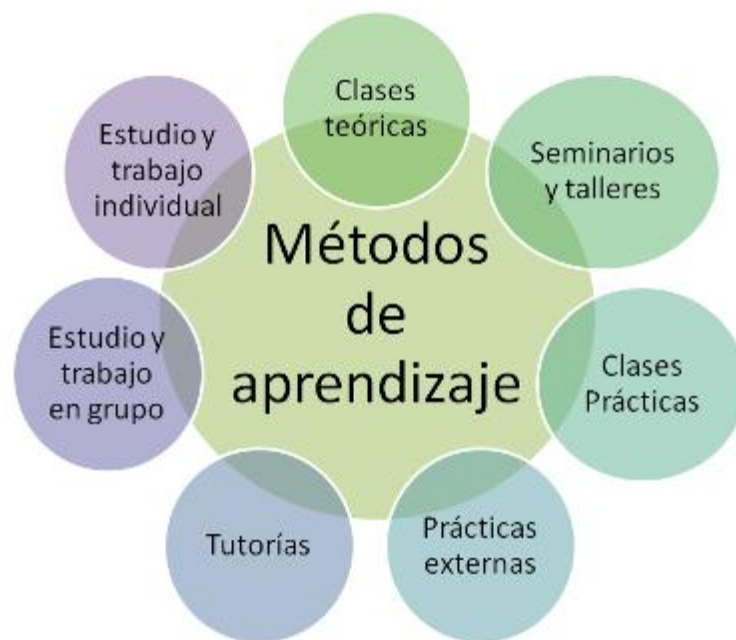 Clases
teóricas
Seminarios
y talleres
Clases
Prácticas
Prácticas
externas
Tutorías
Estudio y
trabajo
en grupo
Estudio y
trabajo
individual
Métodos
de
aprendizaje